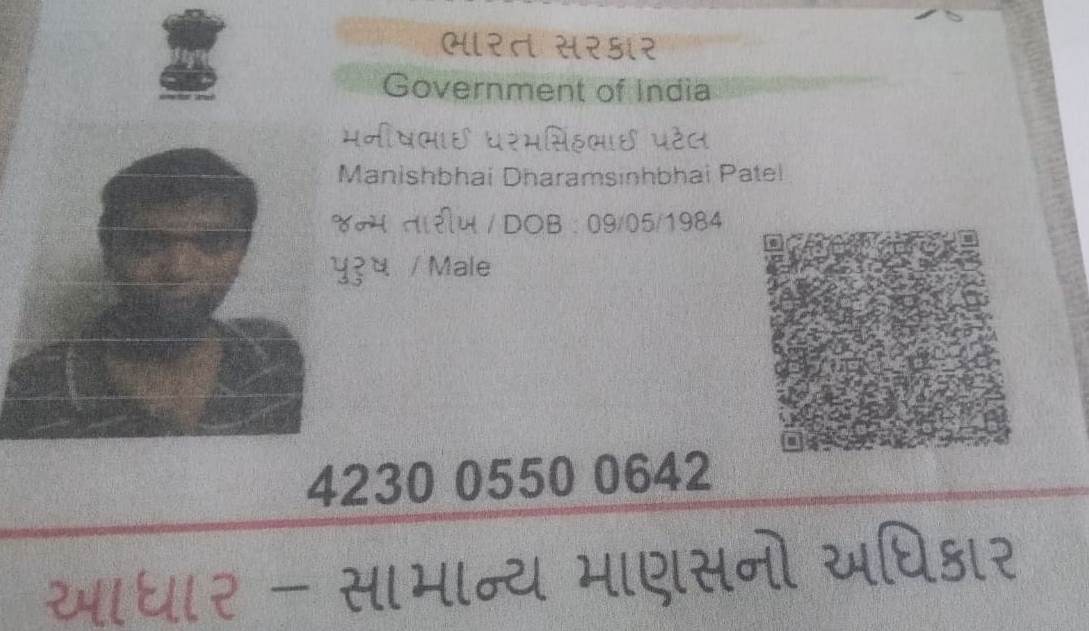 ભારત સરકાર
Government of India
મનીષભાઈ ધરમસિંહભાઈ પટેલ
Manishbhai Dharamsinhbhai Patel
જન્મ તારીખ / DOB : 09/05/1984
પુરુષ / Male
4230 0550 0642
આધાર – સામાન્ય માણસનો અધિકાર